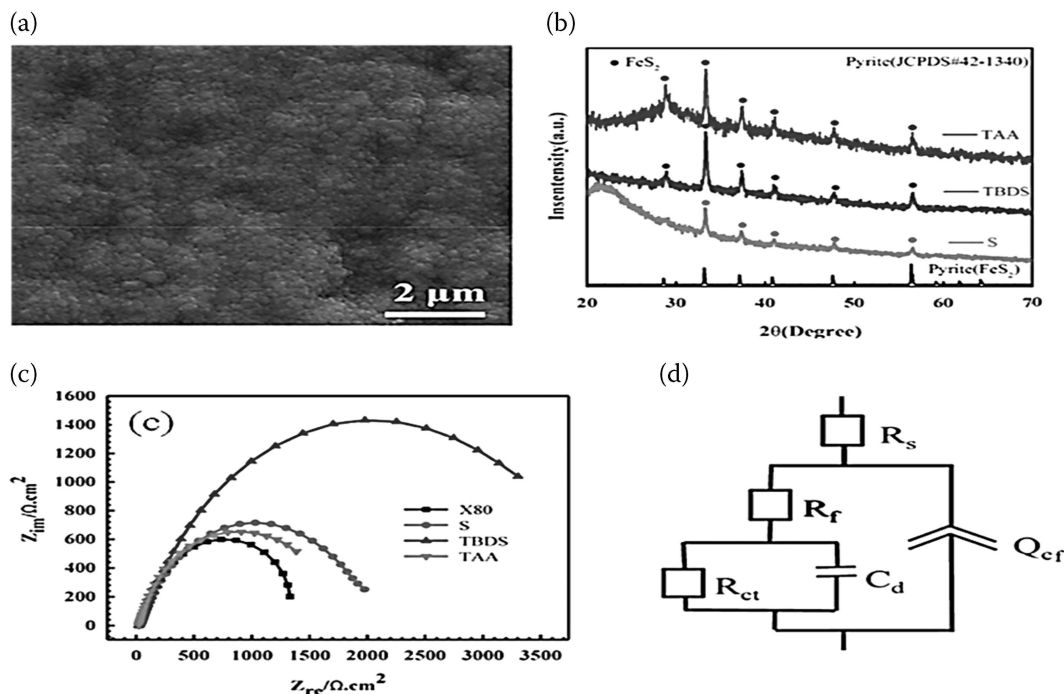 (a)
2 μm
(b)
FeS₂
Pyrite(JCPDS#42-1340)
TAA
TBDS
S
Pyrite(FeS₂)
Insentensity(a.u.)
20 30 40 50 60 70
2θ(Degree)
(c)
(c)
1600
1400
1200
1000
800
600
400
200
0
Z_im/Ω.cm²
X80
S
TBDS
TAA
0 500 1000 1500 2000 2500 3000 3500
Z_re/Ω.cm²
(d)
R_s
R_f
R_ct
C_d
Q_cf